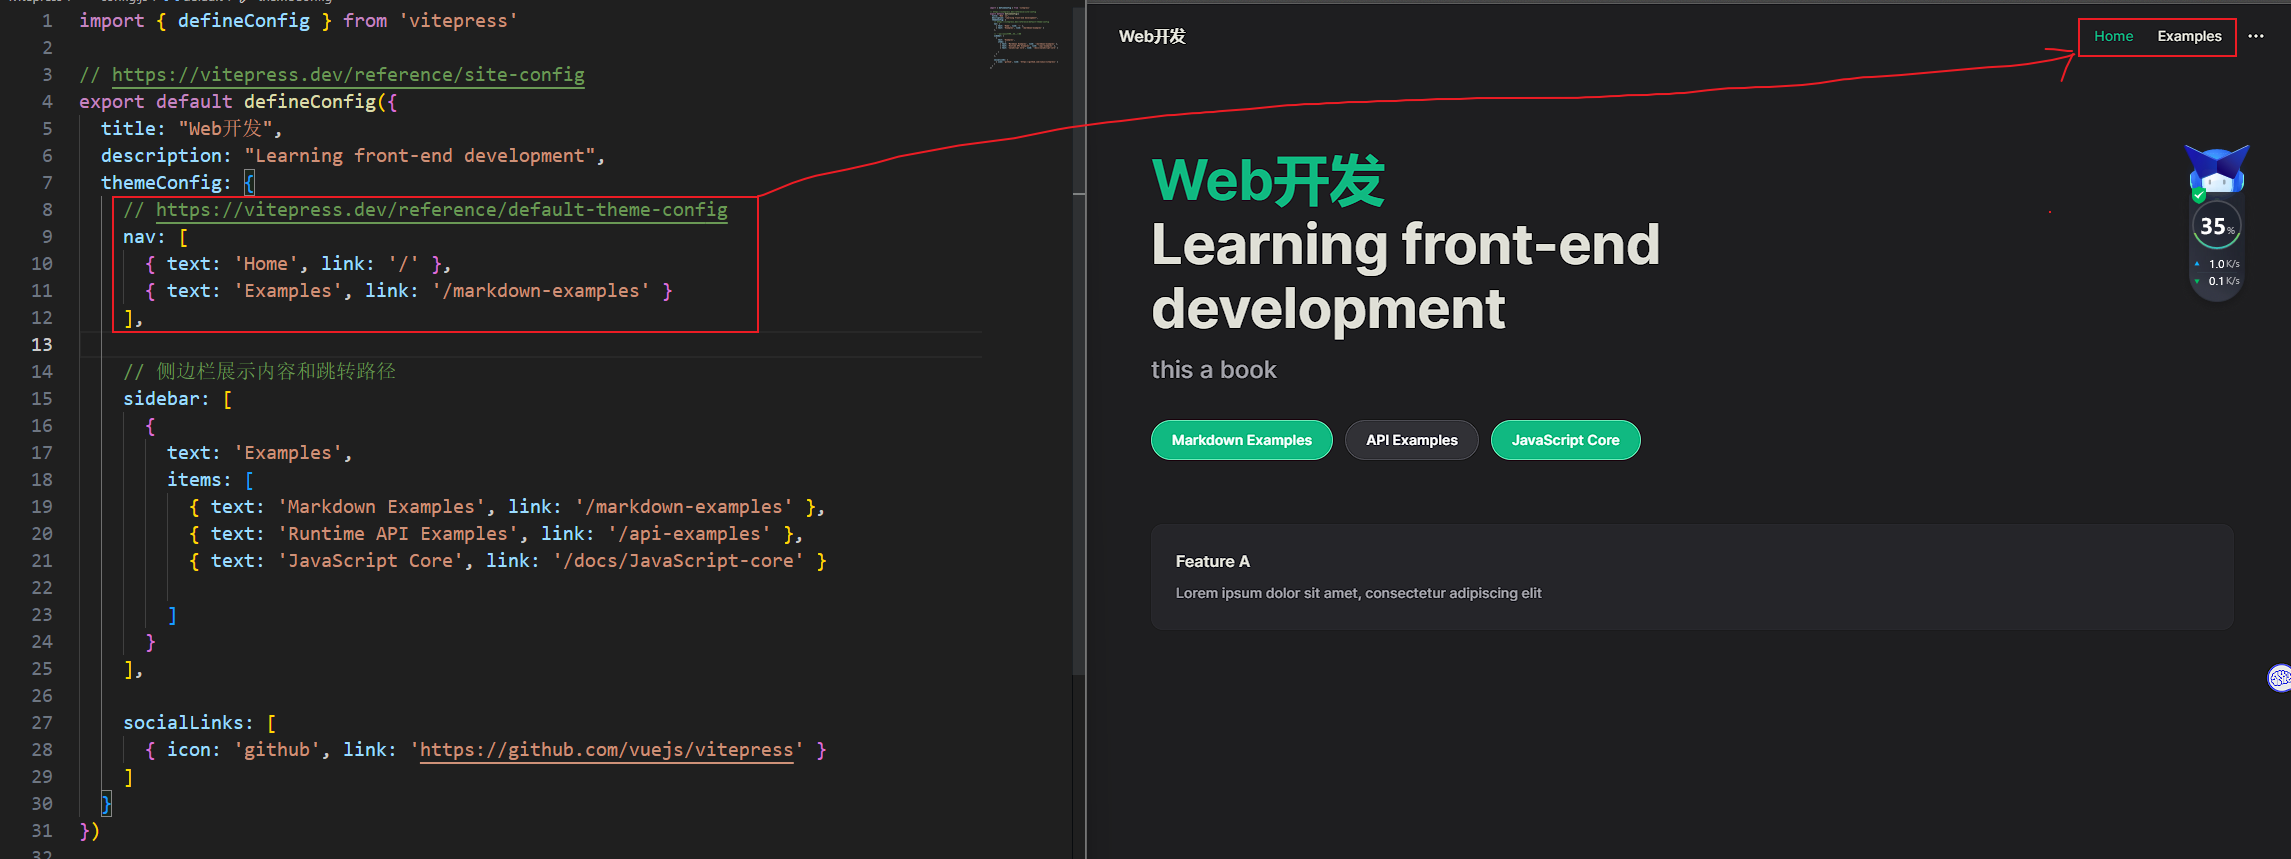 1 import { defineConfig } from 'vitepress'
2
3 // https://vitepress.dev/reference/site-config
4 export default defineConfig({
5 title: "Web开发",
6 description: "Learning front-end development",
7 themeConfig: {
8 // https://vitepress.dev/reference/default-theme-config
9 nav: [
10 { text: 'Home', link: '/' },
11 { text: 'Examples', link: '/markdown-examples' }
12 ],
13
14 // 侧边栏展示内容和跳转路径
15 sidebar: [
16 {
17 text: 'Examples',
18 items: [
19 { text: 'Markdown Examples', link: '/markdown-examples' },
20 { text: 'Runtime API Examples', link: '/api-examples' },
21 { text: 'JavaScript Core', link: '/docs/JavaScript-core' }
22
23 ]
24 }
25 ],
26
27 socialLinks: [
28 { icon: 'github', link: 'https://github.com/vuejs/vitepress' }
29 ]
30 }
31 })
32
Web开发
Home Examples ···
Web开发
Learning front-end
development
this a book
Markdown Examples API Examples JavaScript Core
Feature A
Lorem ipsum dolor sit amet, consectetur adipiscing elit
35%
1.0 K/s
0.1 K/s